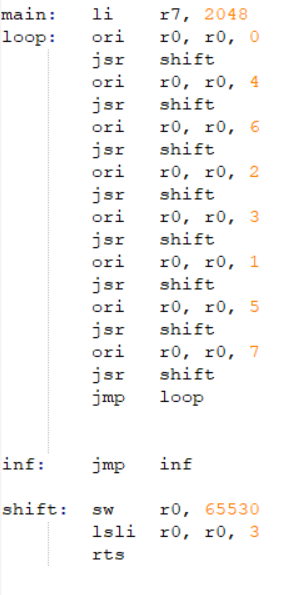 main: li r7, 2048
loop: ori r0, r0, 0
jsr shift
ori r0, r0, 4
jsr shift
ori r0, r0, 6
jsr shift
ori r0, r0, 2
jsr shift
ori r0, r0, 3
jsr shift
ori r0, r0, 1
jsr shift
ori r0, r0, 5
jsr shift
ori r0, r0, 7
jsr shift
jmp loop
inf: jmp inf
shift: sw r0, 65530
lsli r0, r0, 3
rts